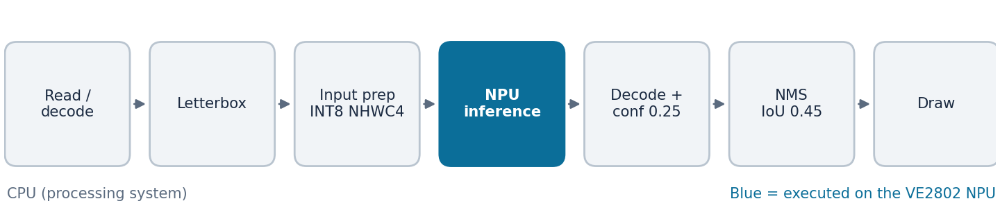 Read /
decode
Letterbox
Input prep
INT8 NHWC4
NPU
inference
Decode +
conf 0.25
NMS
IoU 0.45
Draw
CPU (processing system)
Blue = executed on the VE2802 NPU